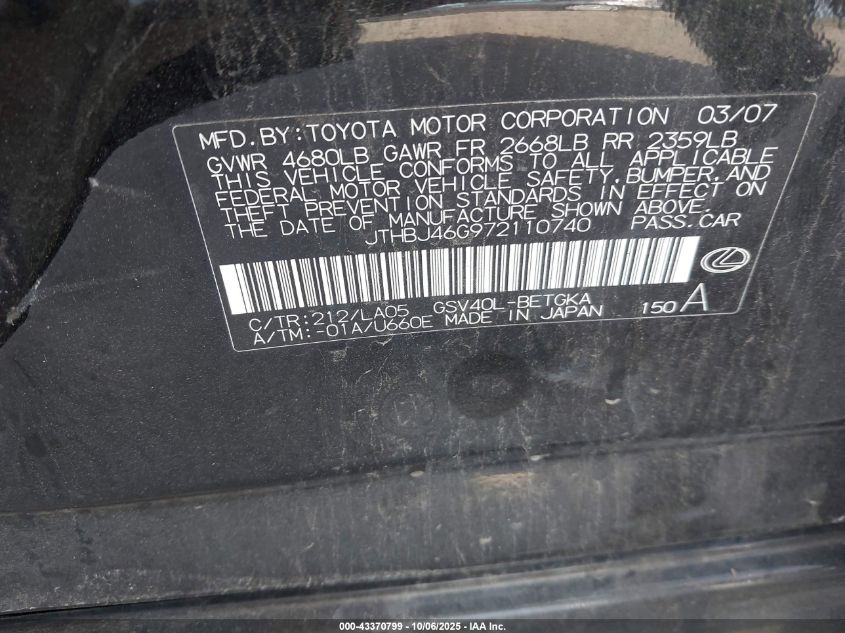 MFD.BY:TOYOTA MOTOR CORPORATION 03/07
GVWR 4680LB GAWR FR 2668LB RR 2359LB
THIS VEHICLE CONFORMS TO ALL APPLICABLE
FEDERAL MOTOR VEHICLE SAFETY,BUMPER,AND
THEFT PREVENTION STANDARDS IN EFFECT ON
THE DATE OF MANUFACTURE SHOWN ABOVE.
JTHBJ46G972110740 PASS.CAR
C/TR:212/LA05 GSV40L-BETGKA
A/TM:-01A/U660E MADE IN JAPAN 150 A
000-43370799 | 10/06/2025 | IAA Inc.